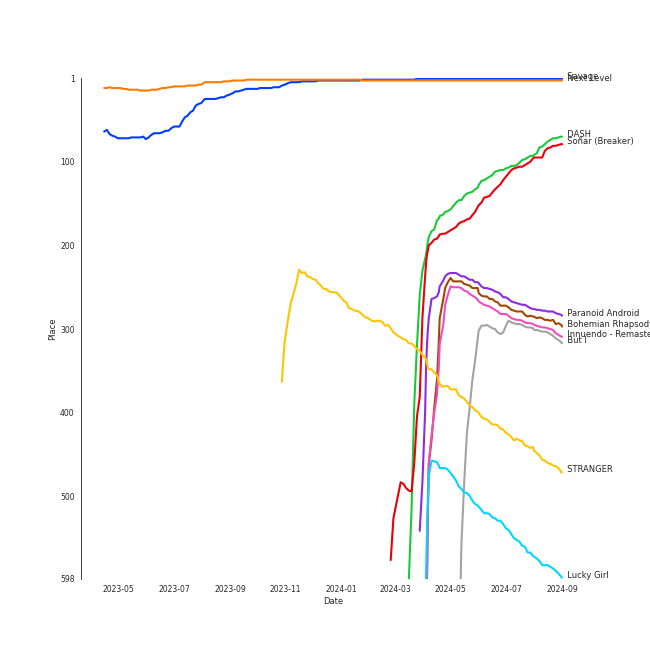 1
100
200
300
400
500
598
Place
2023-05
2023-07
2023-09
2023-11
2024-01
2024-03
2024-05
2024-07
2024-09
Date
Savage
Next Level
DASH
Soñar (Breaker)
Paranoid Android
Bohemian Rhapsody
Innuendo - Remaste
But I
STRANGER
Lucky Girl